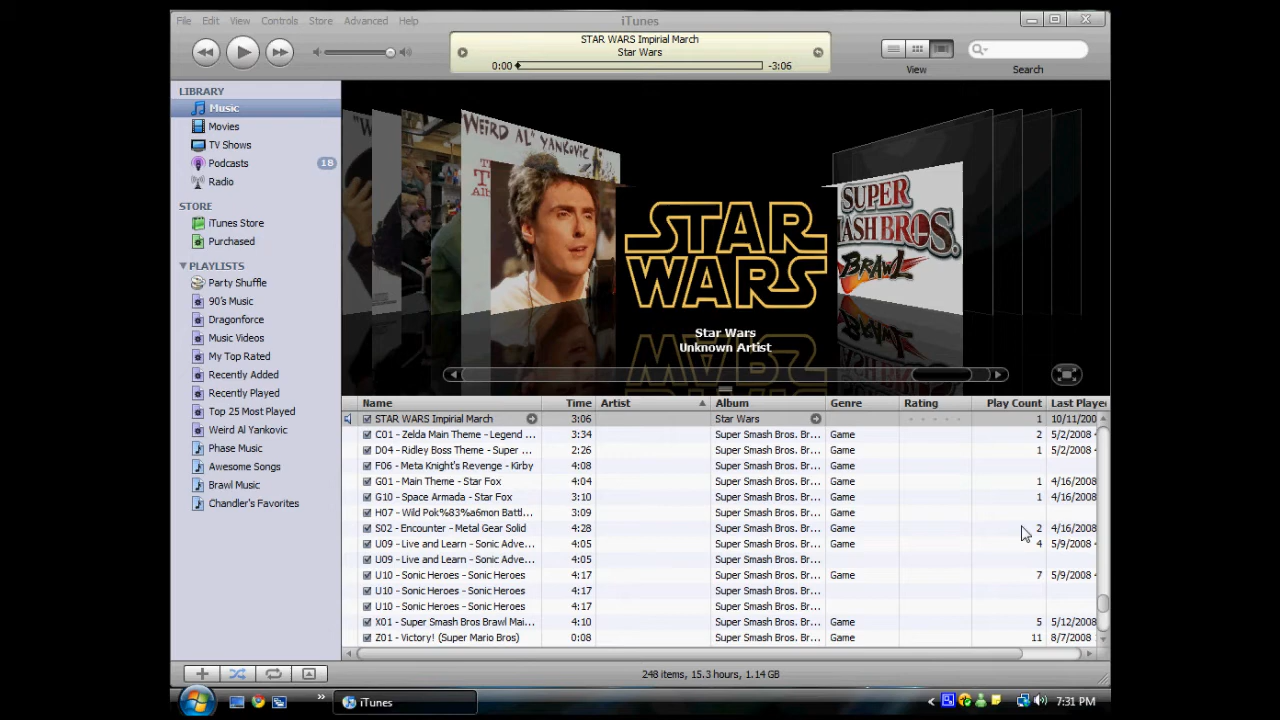 File Edit View Controls Store Advanced Help
iTunes
STAR WARS Impirial March
Star Wars
0:00 -3:06
View
Search
LIBRARY
Music
Movies
TV Shows
Podcasts 18
Radio
STORE
iTunes Store
Purchased
PLAYLISTS
Party Shuffle
90's Music
Dragonforce
Music Videos
My Top Rated
Recently Added
Recently Played
Top 25 Most Played
Weird Al Yankovic
Phase Music
Awesome Songs
Brawl Music
Chandler's Favorites
WEIRD AL" YANKOVIC
STAR
WARS
SUPER
SMASH BROS.
BRAWL
Star Wars
Unknown Artist
Name Time Artist Album Genre Rating Play Count Last Playe
STAR WARS Impirial March 3:06 Star Wars 1 10/11/200
C01 - Zelda Main Theme - Legend ... 3:34 Super Smash Bros. Br... Game 2 5/2/2008
D04 - Ridley Boss Theme - Super ... 2:26 Super Smash Bros. Br... Game 1 5/2/2008
F06 - Meta Knight's Revenge - Kirby 4:08 Super Smash Bros. Br... Game
G01 - Main Theme - Star Fox 4:04 Super Smash Bros. Br... Game 1 4/16/2008
G10 - Space Armada - Star Fox 3:10 Super Smash Bros. Br... Game 1 4/16/2008
H07 - Wild Pok%83%a6mon Battl... 3:09 Super Smash Bros. Br... Game
S02 - Encounter - Metal Gear Solid 4:28 Super Smash Bros. Br... Game 2 4/16/2008
U09 - Live and Learn - Sonic Adve... 4:05 Super Smash Bros. Br... Game 4 5/9/2008
U09 - Live and Learn - Sonic Adve... 4:05 Super Smash Bros. Br...
U10 - Sonic Heroes - Sonic Heroes 4:17 Super Smash Bros. Br... Game 7 5/9/2008
U10 - Sonic Heroes - Sonic Heroes 4:17 Super Smash Bros. Br...
U10 - Sonic Heroes - Sonic Heroes 4:17 Super Smash Bros. Br...
X01 - Super Smash Bros Brawl Mai... 4:10 Super Smash Bros. Br... Game 5 5/12/2008
Z01 - Victory! (Super Mario Bros) 0:08 Super Smash Bros. Br... Game 11 8/7/2008
248 items, 15.3 hours, 1.14 GB
iTunes
7:31 PM